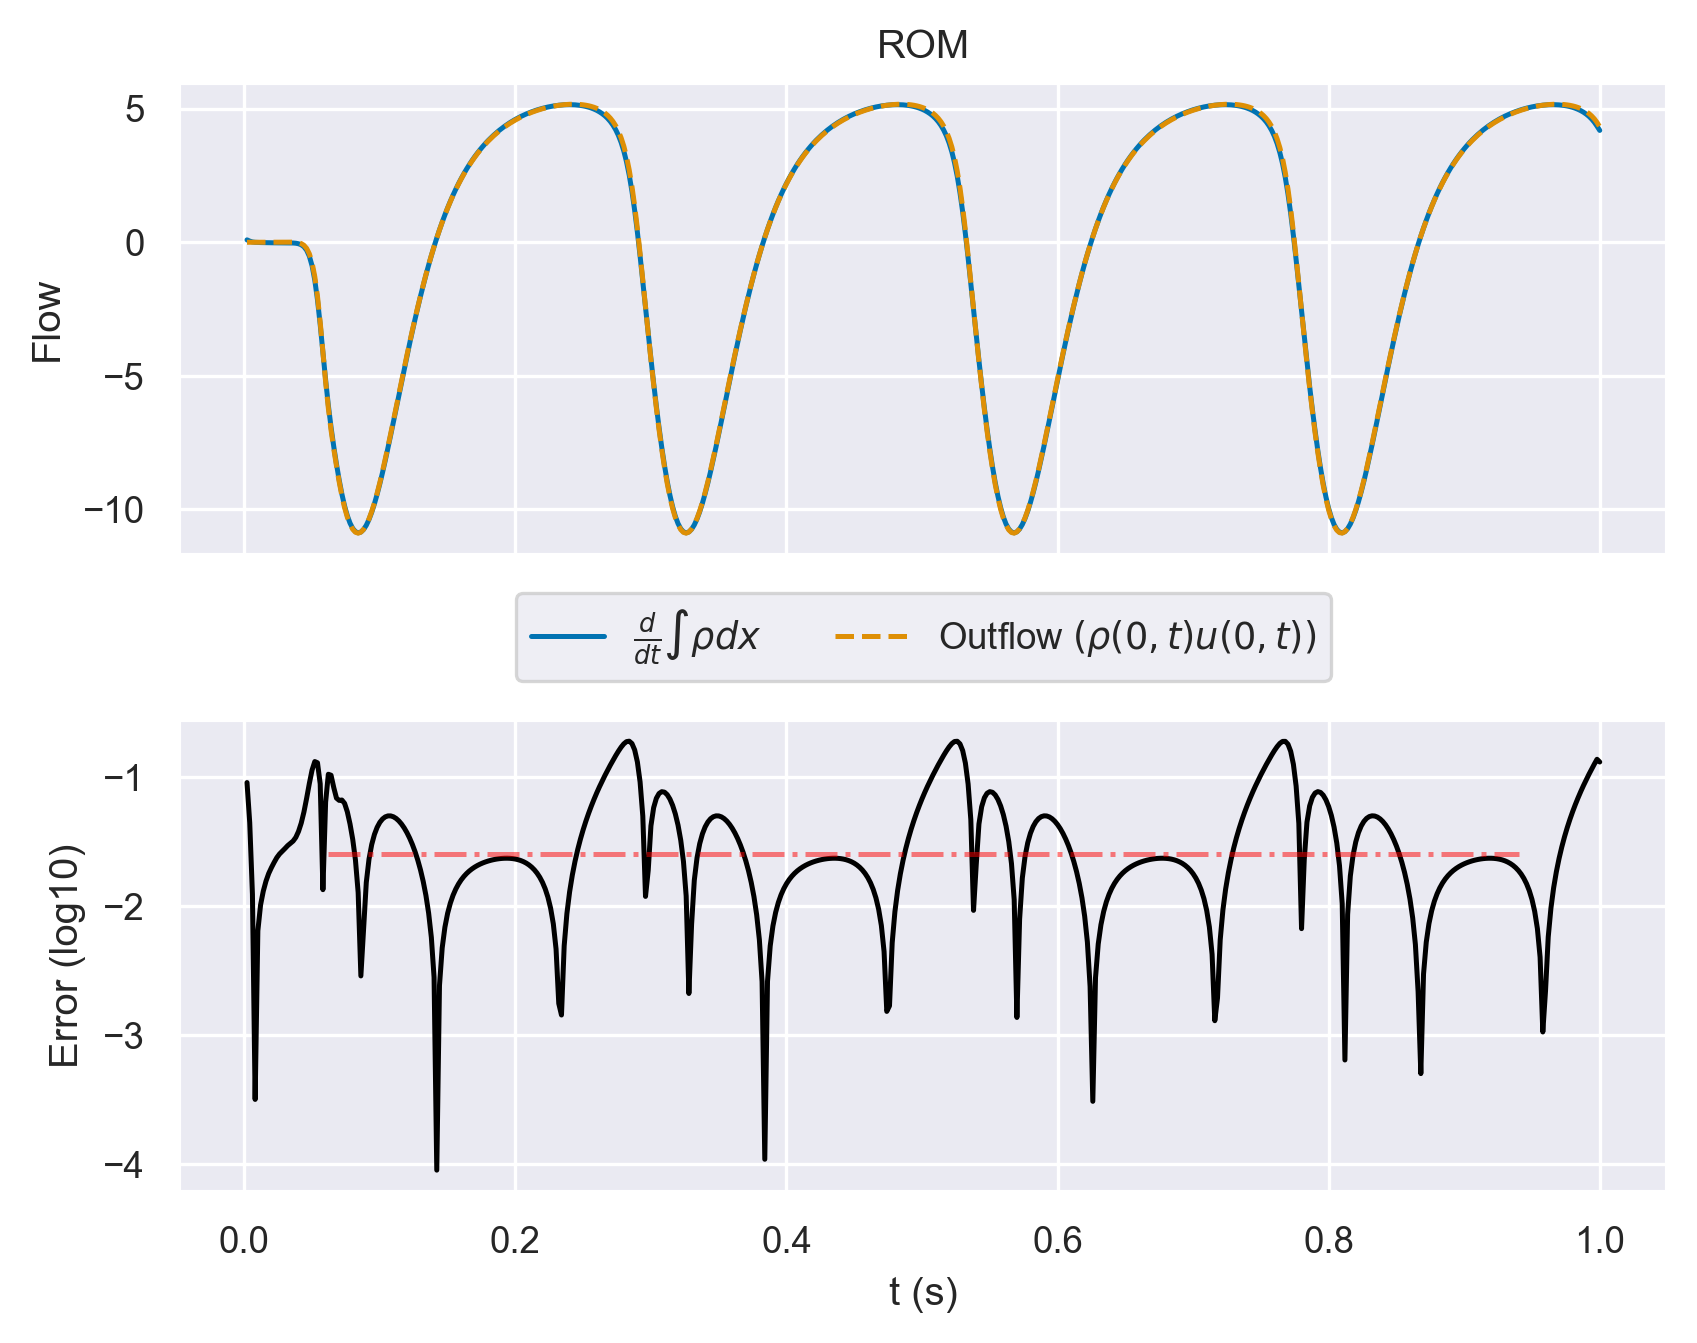 ROM
5
0
−5
−10
Flow
d/dt ∫ρdx
Outflow (ρ(0, t)u(0, t))
−1
−2
−3
−4
Error (log10)
0.0 0.2 0.4 0.6 0.8 1.0
t (s)